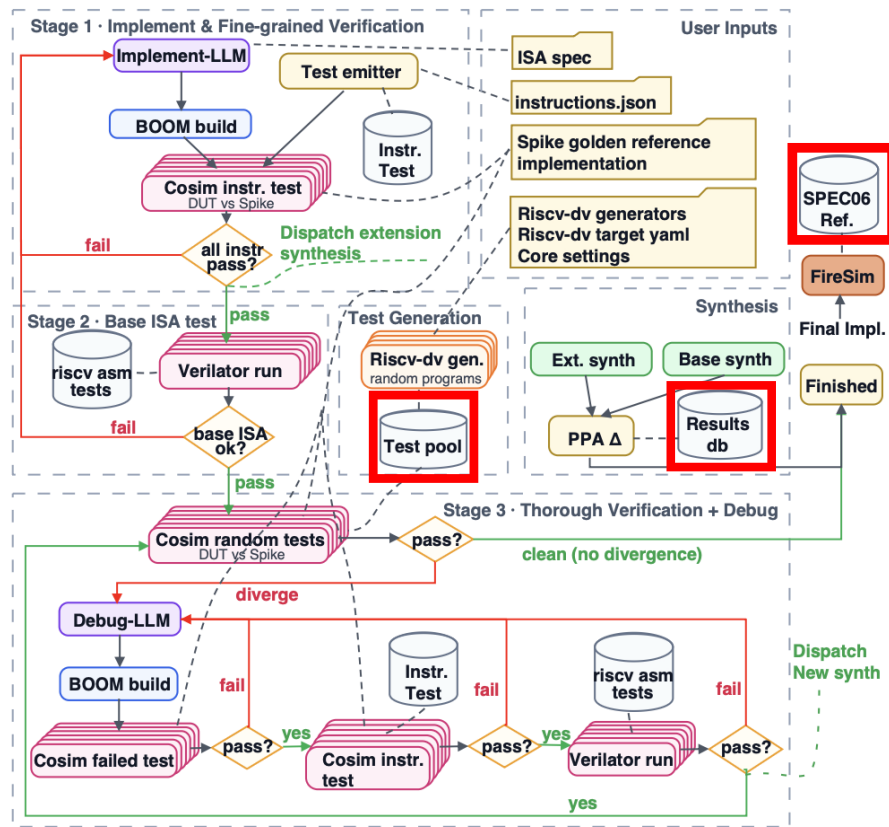 Stage 1 · Implement & Fine-grained Verification
Implement-LLM
Test emitter
BOOM build
Instr.
Test
Cosim instr. test
DUT vs Spike
all instr
pass?
fail
Dispatch extension
synthesis
pass
User Inputs
ISA spec
instructions.json
Spike golden reference
implementation
Riscv-dv generators
Riscv-dv target yaml
Core settings
SPEC06
Ref.
FireSim
Final Impl.
Finished
Stage 2 · Base ISA test
riscv asm
tests
Verilator run
base ISA
ok?
fail
pass
Test Generation
Riscv-dv gen.
random programs
Test pool
Synthesis
Ext. synth
Base synth
PPA Δ
Results
db
Stage 3 · Thorough Verification + Debug
Cosim random tests
DUT vs Spike
pass?
clean (no divergence)
diverge
Debug-LLM
BOOM build
Cosim failed test
pass?
fail
yes
Instr.
Test
Cosim instr.
test
pass?
fail
yes
riscv asm
tests
Verilator run
pass?
fail
yes
Dispatch
New synth